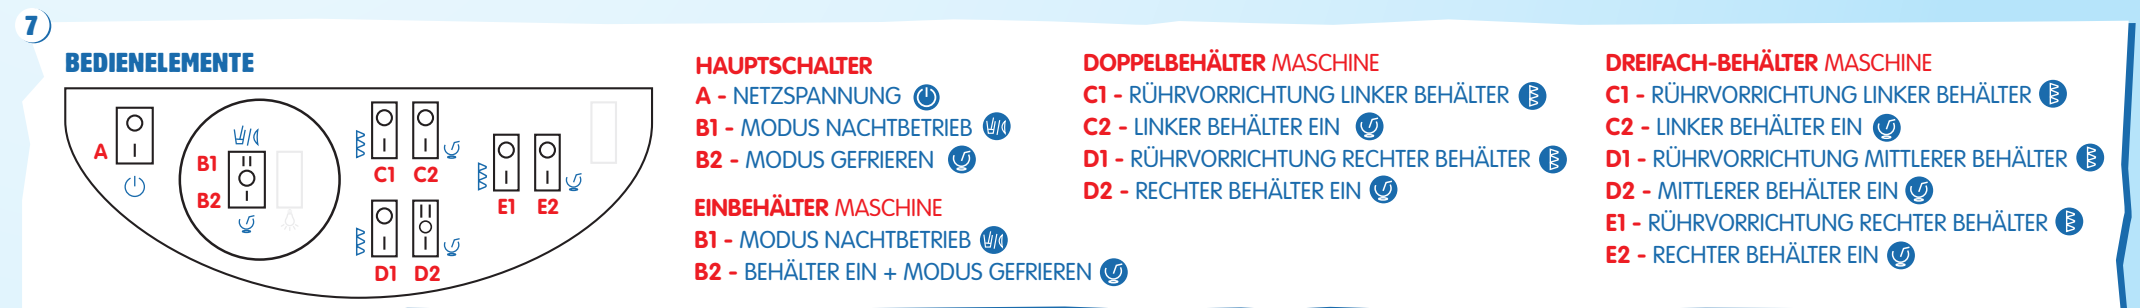 7
BEDIENELEMENTE
A
B1
B2
C1 C2
D1 D2
E1 E2
HAUPTSCHALTER
A - NETZSPANNUNG
B1 - MODUS NACHTBETRIEB
B2 - MODUS GEFRIEREN
EINBEHÄLTER MASCHINE
B1 - MODUS NACHTBETRIEB
B2 - BEHÄLTER EIN + MODUS GEFRIEREN
DOPPELBEHÄLTER MASCHINE
C1 - RÜHRVORRICHTUNG LINKER BEHÄLTER
C2 - LINKER BEHÄLTER EIN
D1 - RÜHRVORRICHTUNG RECHTER BEHÄLTER
D2 - RECHTER BEHÄLTER EIN
DREIFACH-BEHÄLTER MASCHINE
C1 - RÜHRVORRICHTUNG LINKER BEHÄLTER
C2 - LINKER BEHÄLTER EIN
D1 - RÜHRVORRICHTUNG MITTLERER BEHÄLTER
D2 - MITTLERER BEHÄLTER EIN
E1 - RÜHRVORRICHTUNG RECHTER BEHÄLTER
E2 - RECHTER BEHÄLTER EIN